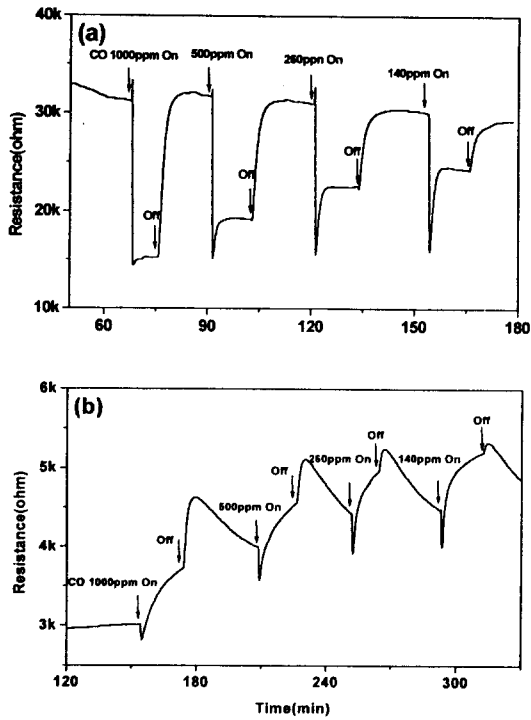 (a)
CO 1000ppm On
500ppm On
260ppn On
140ppm On
Off
Off
Off
Off
40k
30k
20k
10k
Resistance(ohm)
60
90
120
150
180
(b)
6k
5k
4k
3k
Resistance(ohm)
CO 1000ppm On
Off
500ppm On
Off
260ppm On
Off
140ppm On
Off
120
180
240
300
Time(min)